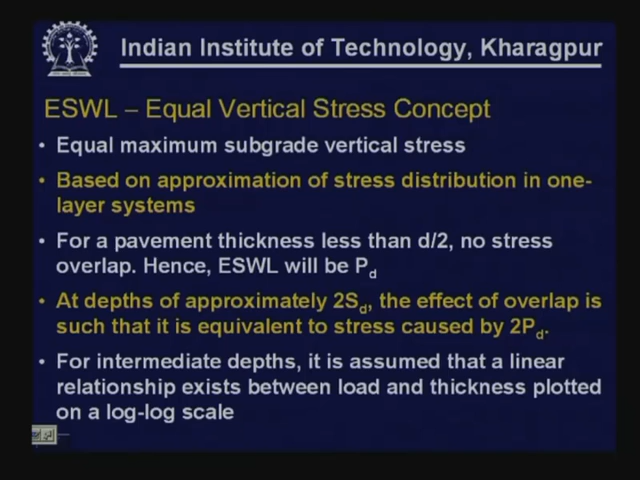 Indian Institute of Technology, Kharagpur
ESWL – Equal Vertical Stress Concept
• Equal maximum subgrade vertical stress
• Based on approximation of stress distribution in one-
layer systems
• For a pavement thickness less than d/2, no stress
overlap. Hence, ESWL will be Pd
• At depths of approximately 2Sd, the effect of overlap is
such that it is equivalent to stress caused by 2Pd.
• For intermediate depths, it is assumed that a linear
relationship exists between load and thickness plotted
on a log-log scale